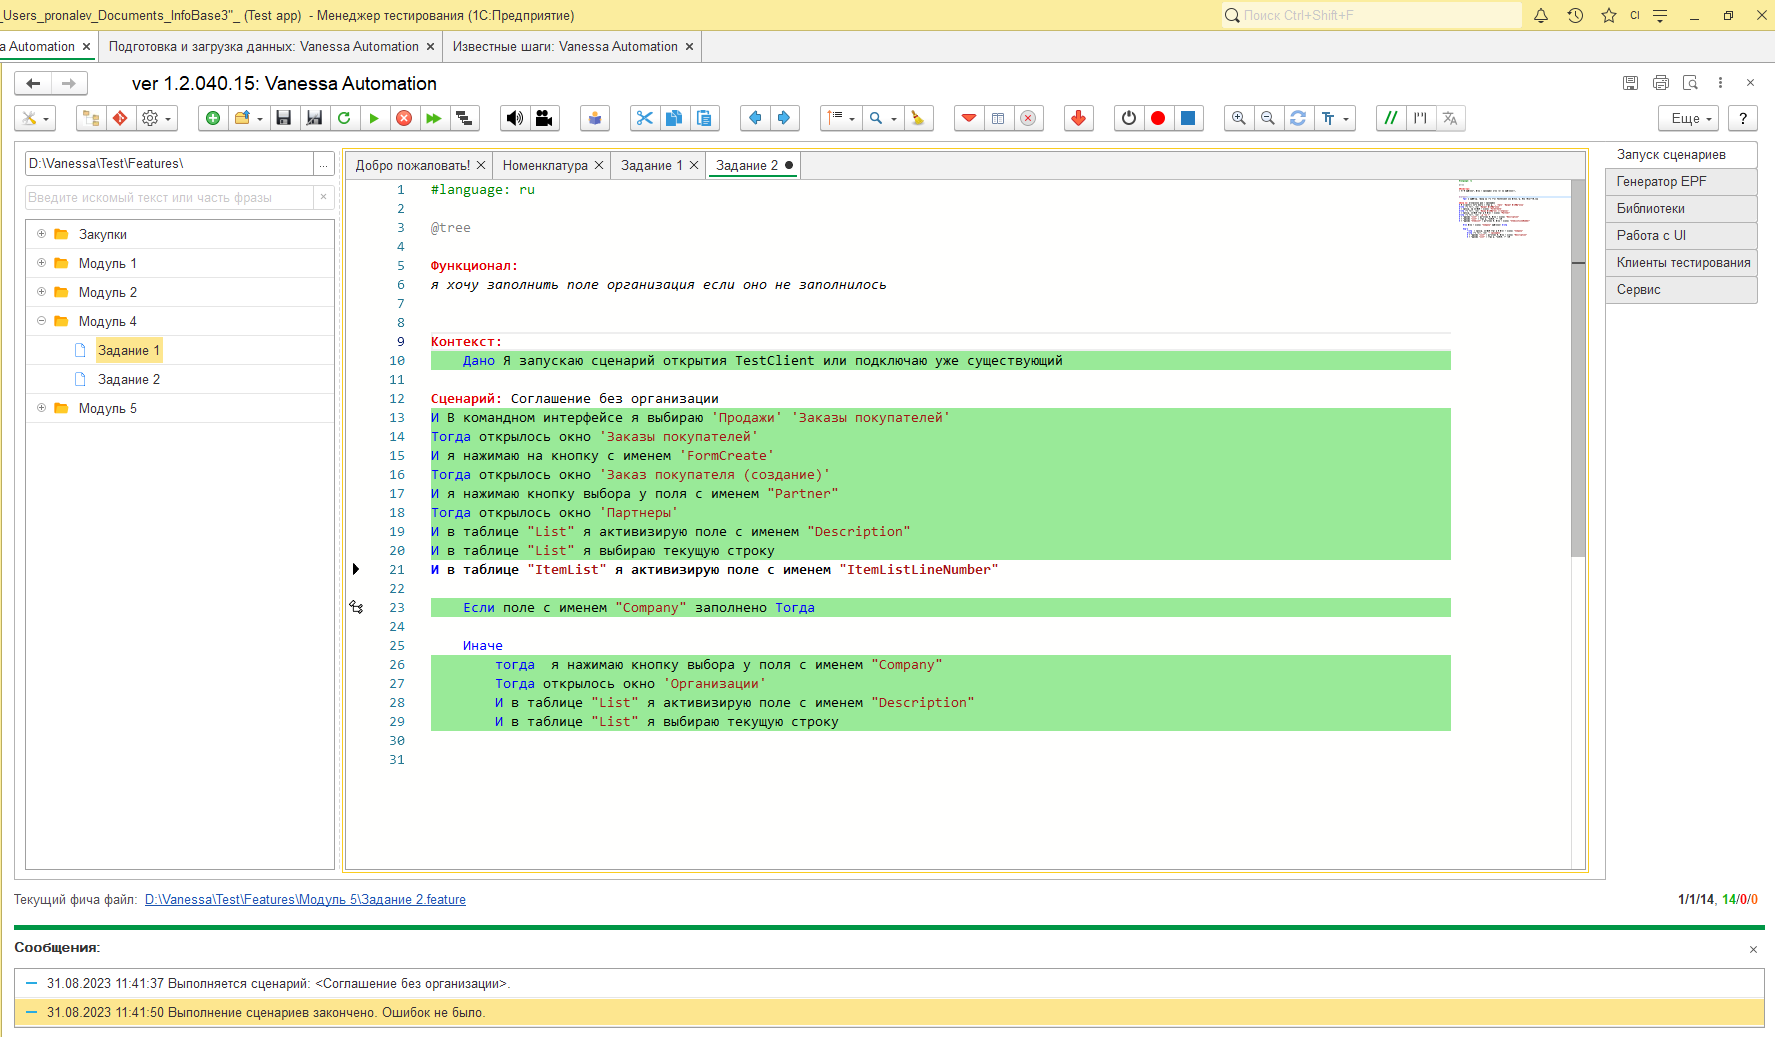 _Users_pronalev_Documents_InfoBase3"_ (Test app) - Менеджер тестирования (1С:Предприятие)
Поиск Ctrl+Shift+F
CI
a Automation
Подготовка и загрузка данных: Vanessa Automation
Известные шаги: Vanessa Automation
ver 1.2.040.15: Vanessa Automation
Еще
?
D:\Vanessa\Test\Features\
...
Введите искомый текст или часть фразы
Закупки
Модуль 1
Модуль 2
Модуль 4
Задание 1
Задание 2
Модуль 5
Добро пожаловать!
Номенклатура
Задание 1
Задание 2
1 #language: ru
2
3 @tree
4
5 Функционал:
6 я хочу заполнить поле организация если оно не заполнилось
7
8
9 Контекст:
10 Дано Я запускаю сценарий открытия TestClient или подключаю уже существующий
11
12 Сценарий: Соглашение без организации
13 И В командном интерфейсе я выбираю 'Продажи' 'Заказы покупателей'
14 Тогда открылось окно 'Заказы покупателей'
15 И я нажимаю на кнопку с именем 'FormCreate'
16 Тогда открылось окно 'Заказ покупателя (создание)'
17 И я нажимаю кнопку выбора у поля с именем "Partner"
18 Тогда открылось окно 'Партнеры'
19 И в таблице "List" я активизирую поле с именем "Description"
20 И в таблице "List" я выбираю текущую строку
21 И в таблице "ItemList" я активизирую поле с именем "ItemListLineNumber"
22
23 Если поле с именем "Company" заполнено Тогда
24
25 Иначе
26 тогда  я нажимаю кнопку выбора у поля с именем "Company"
27 Тогда открылось окно 'Организации'
28 И в таблице "List" я активизирую поле с именем "Description"
29 И в таблице "List" я выбираю текущую строку
30
31
Запуск сценариев
Генератор EPF
Библиотеки
Работа с UI
Клиенты тестирования
Сервис
Текущий фича файл: D:\Vanessa\Test\Features\Модуль 5\Задание 2.feature
1/1/14, 14/0/0
Сообщения:
31.08.2023 11:41:37 Выполняется сценарий: <Соглашение без организации>.
31.08.2023 11:41:50 Выполнение сценариев закончено. Ошибок не было.